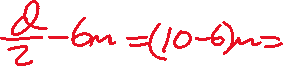 d/2 - 6m = (10-6)m =